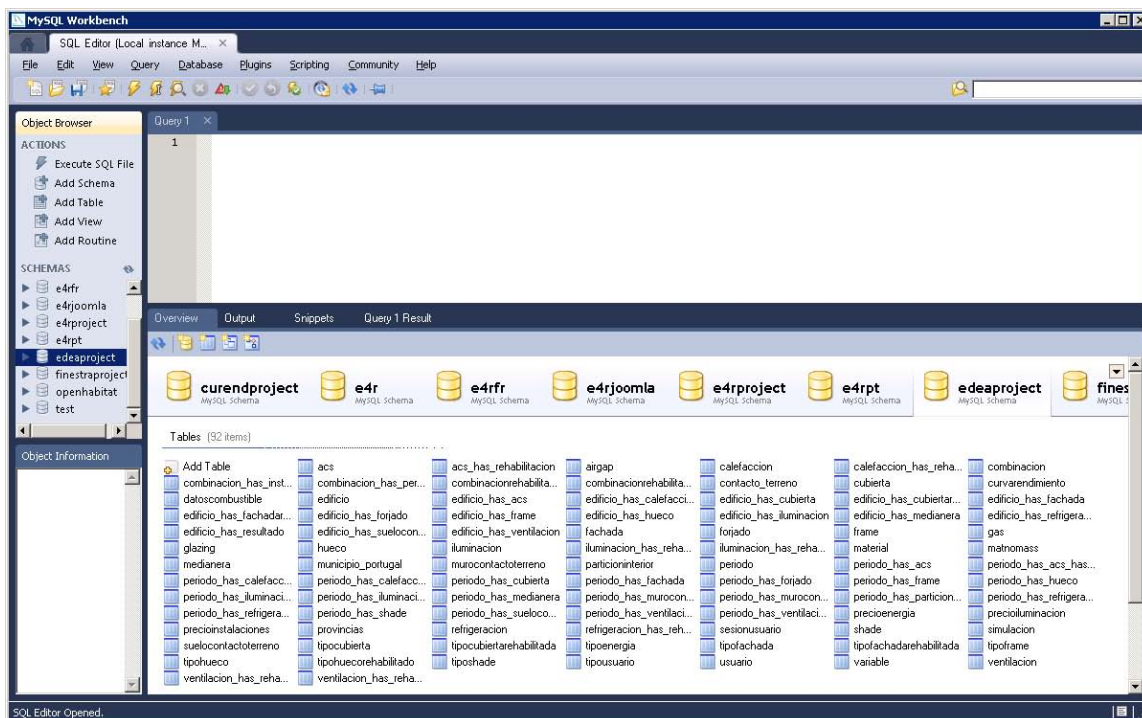 MySQL Workbench
SQL Editor (Local instance M... ×
File Edit View Query Database Plugins Scripting Community Help
Object Browser
Query 1 ×
ACTIONS
1
Execute SQL File
Add Schema
Add Table
Add View
Add Routine
SCHEMAS
e4rfr
e4rjoomla
e4rproject
e4rpt
edeaproject
finestraproject
openhabitat
test
Overview Output Snippets Query 1 Result
curendproject e4r e4rfr e4rjoomla e4rproject e4rpt edeaproject fines
MySQL Schema MySQL Schema MySQL Schema MySQL Schema MySQL Schema MySQL Schema MySQL Schema MySQL S
Tables (92 items)
Object Information
Add Table acs acs_has_rehabilitacion airgap calefaccion calefaccion_has_reha... combinacion
combinacion_has_inst... combinacion_has_per... combinacionrehabilita... combinacionrehabilita... contacto_terreno cubierta curvarendimiento
datoscombustible edificio edificio_has_acs edificio_has_calefacci... edificio_has_cubierta edificio_has_cubiertar... edificio_has_fachada
edificio_has_fachadar... edificio_has_forjado edificio_has_frame edificio_has_hueco edificio_has_iluminacion edificio_has_medianera edificio_has_refrigera...
edificio_has_resultado edificio_has_suelocon... edificio_has_ventilacion fachada forjado frame gas
glazing hueco iluminacion iluminacion_has_reha... iluminacion_has_reha... material matnomass
medianera municipio_portugal murocontactoterreno particioninterior periodo periodo_has_acs periodo_has_acs_has...
periodo_has_calefacc... periodo_has_calefacc... periodo_has_cubierta periodo_has_fachada periodo_has_forjado periodo_has_frame periodo_has_hueco
periodo_has_iluminaci... periodo_has_iluminaci... periodo_has_medianera periodo_has_murocon... periodo_has_murocon... periodo_has_particion... periodo_has_refrigera...
periodo_has_refrigera... periodo_has_shade periodo_has_sueloco... periodo_has_ventilaci... periodo_has_ventilaci... precioenergia precioiluminacion
precioinstalaciones provincias refrigeracion refrigeracion_has_reh... sesionusuario shade simulacion
suelocontactoterreno tipocubierta tipocubiertarehabilitada tipoenergia tipofachada tipofachadarehabilitada tipoframe
tipohueco tipohuecorehabilitado tiposhade tipousuario usuario variable ventilacion
ventilacion_has_reha... ventilacion_has_reha...
SQL Editor Opened.